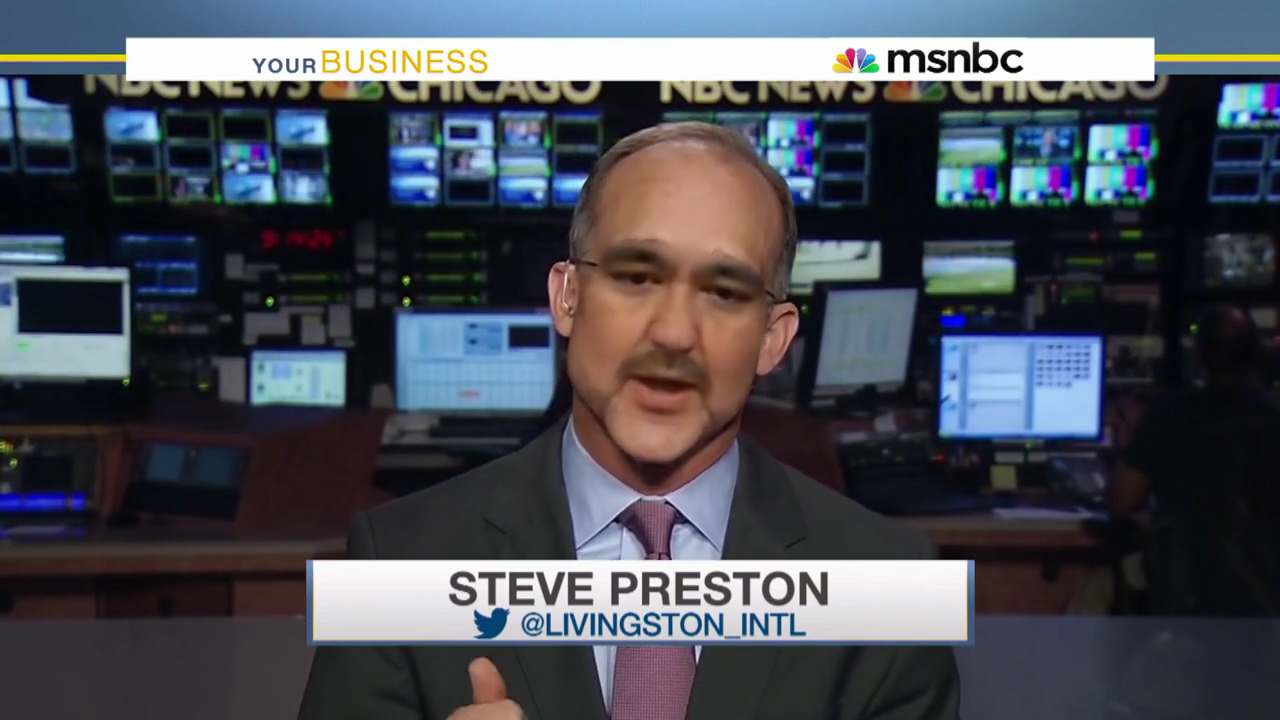 YOUR BUSINESS
msnbc
NBC NEWS CHICAGO
NBC NEWS CHICAGO
STEVE PRESTON
@LIVINGSTON_INTL